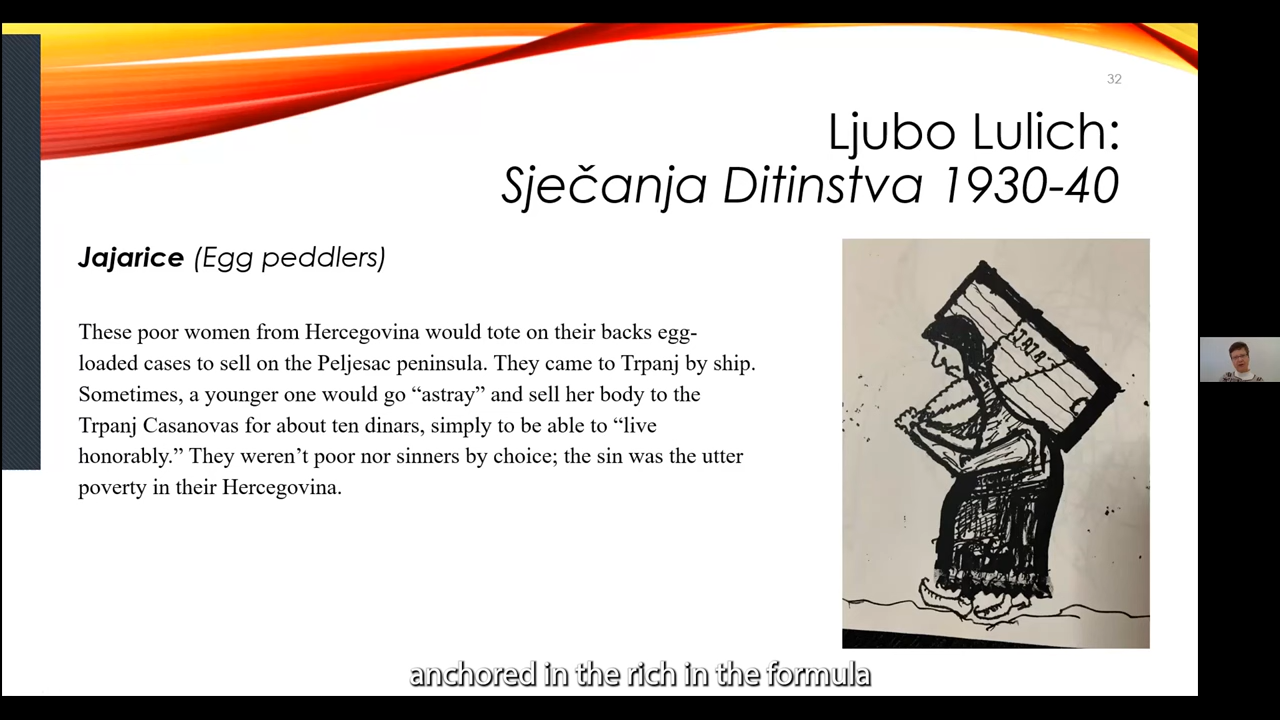 32
Ljubo Lulich:
Sječanja Ditinstva 1930-40
Jajarice (Egg peddlers)
These poor women from Hercegovina would tote on their backs egg-
loaded cases to sell on the Peljesac peninsula. They came to Trpanj by ship.
Sometimes, a younger one would go “astray” and sell her body to the
Trpanj Casanovas for about ten dinars, simply to be able to “live
honorably.” They weren’t poor nor sinners by choice; the sin was the utter
poverty in their Hercegovina.
anchored in the rich in the formula